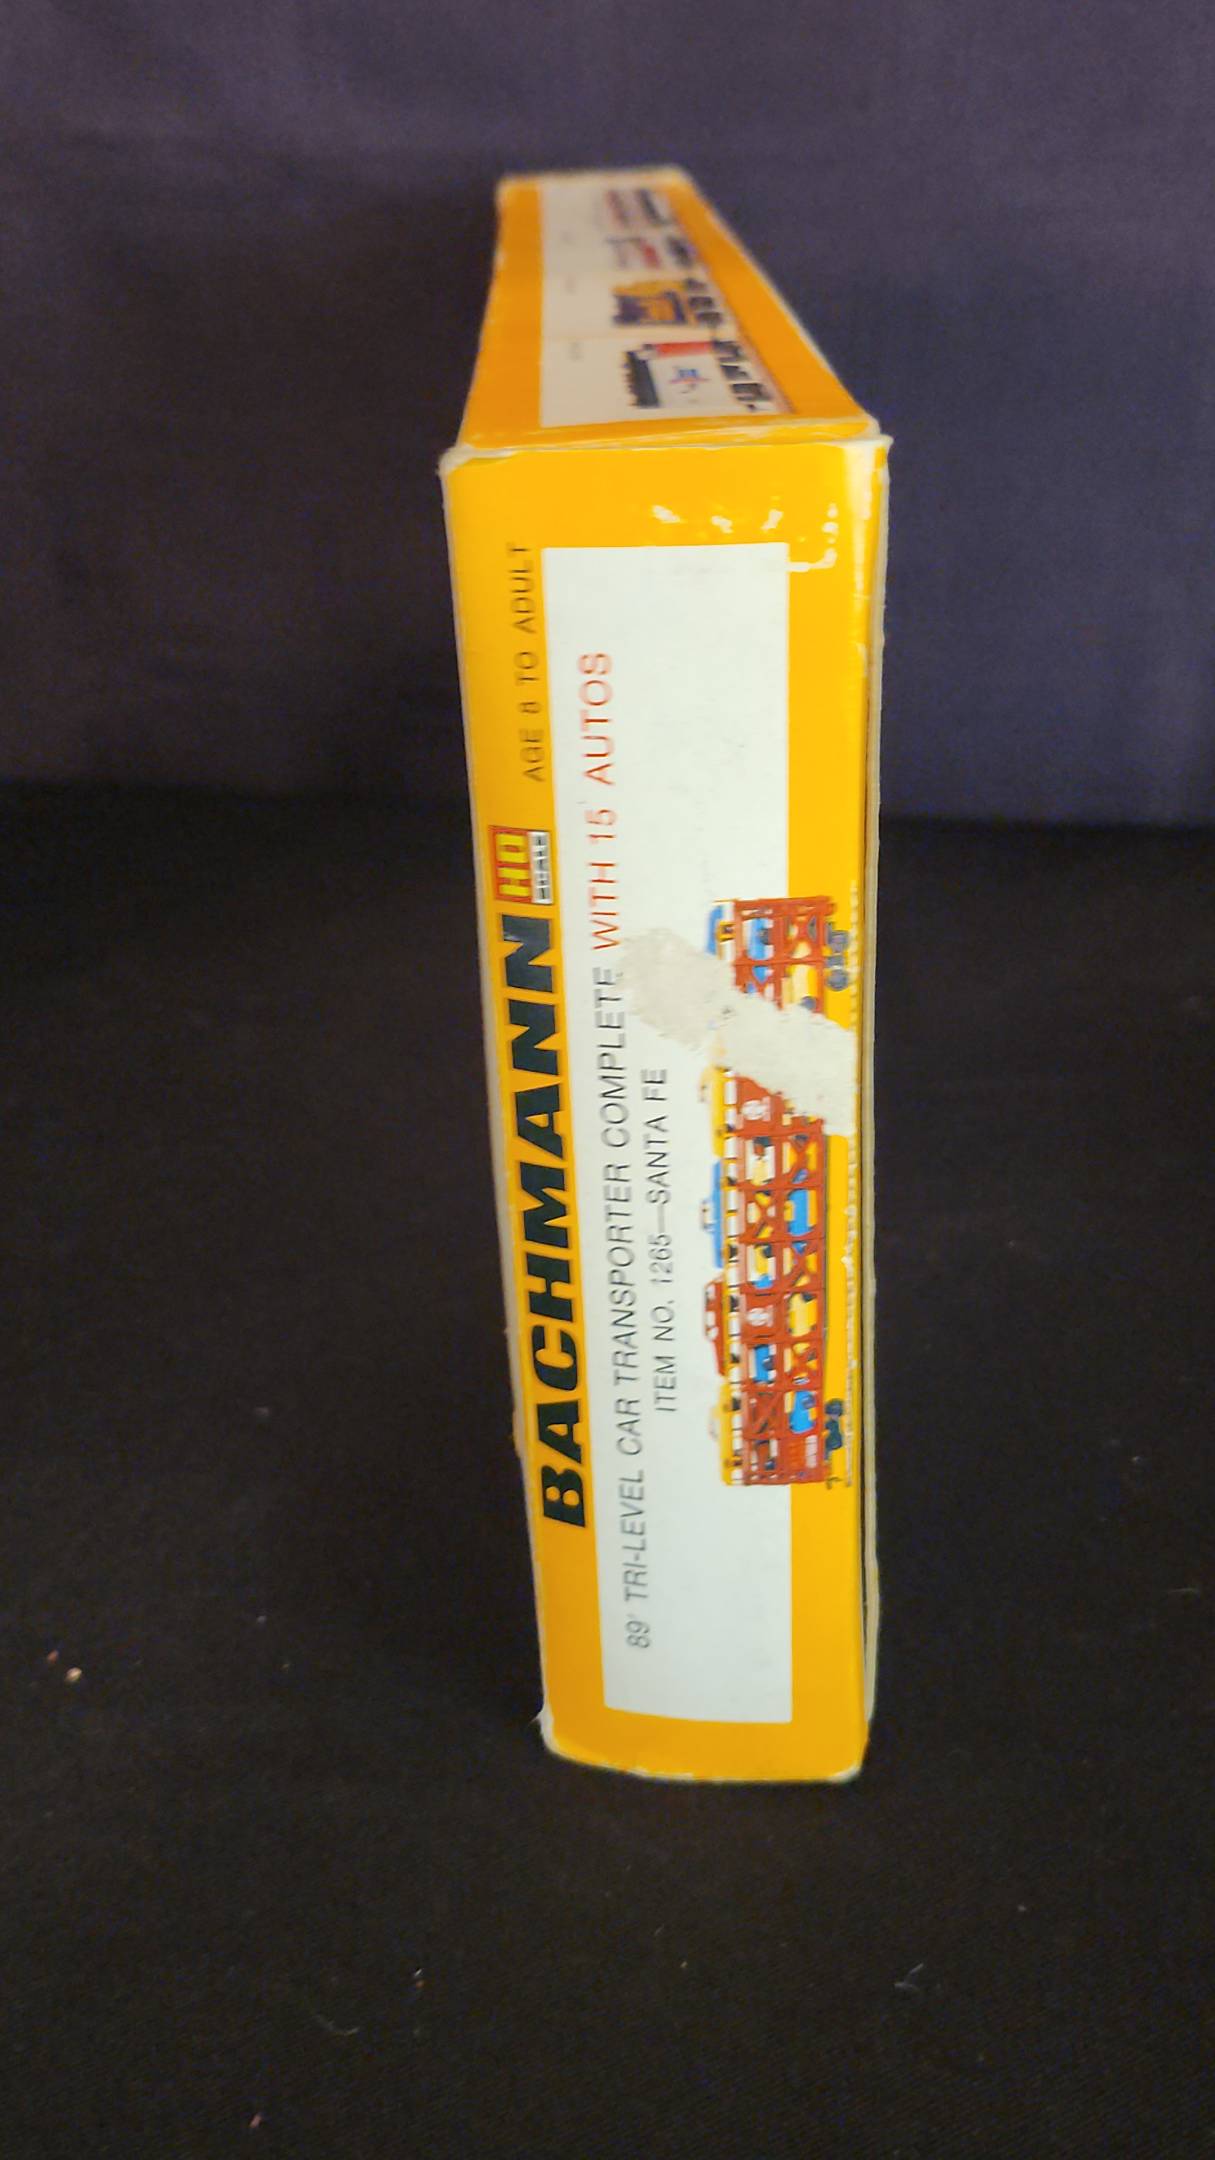 AGE 8 TO ADULT
BACHMANN HO
SCALE
89' TRI-LEVEL CAR TRANSPORTER COMPLETE WITH 15 AUTOS
ITEM NO. 1265—SANTA FE